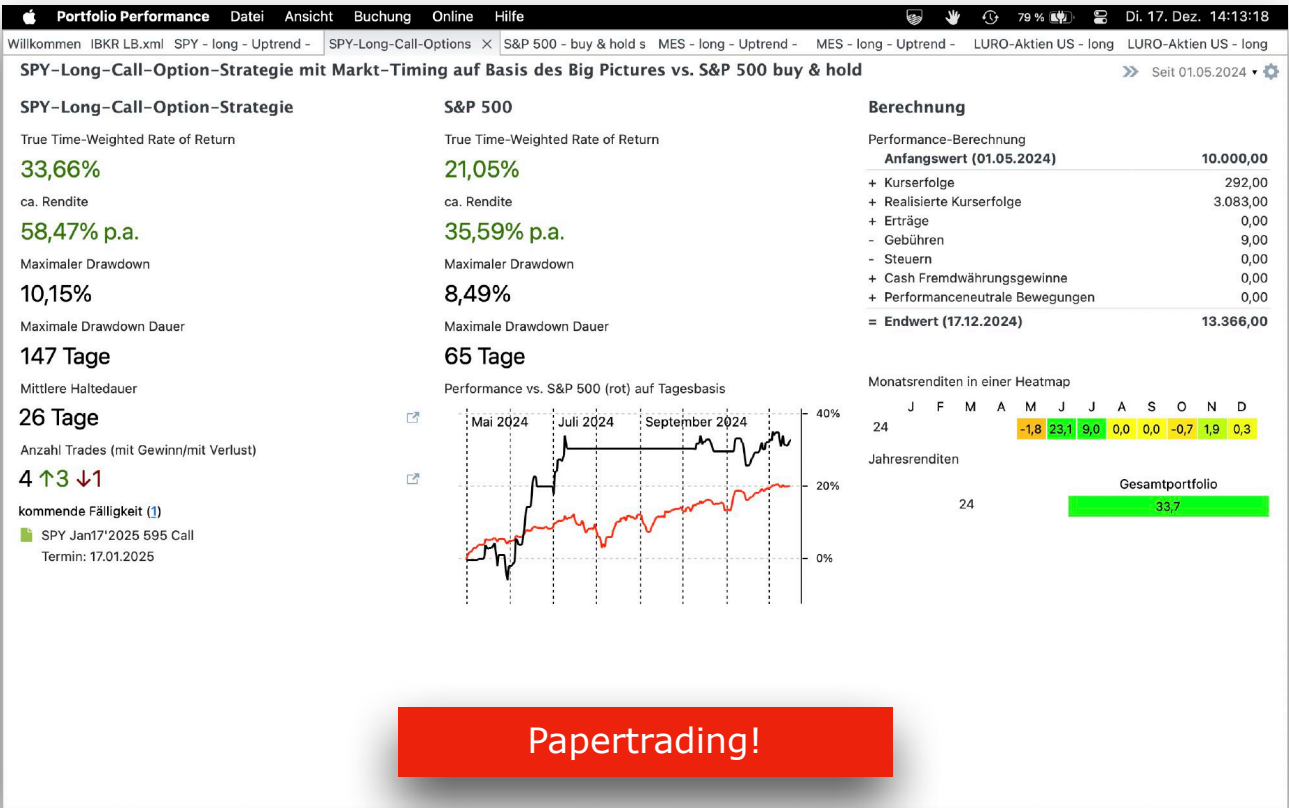 Portfolio Performance Datei Ansicht Buchung Online Hilfe 79 % Di. 17. Dez. 14:13:18
Willkommen IBKR LB.xml SPY - long - Uptrend - SPY-Long-Call-Options × S&P 500 - buy & hold s MES - long - Uptrend - MES - long - Uptrend - LURO-Aktien US - long LURO-Aktien US - long
SPY-Long-Call-Option-Strategie mit Markt-Timing auf Basis des Big Pictures vs. S&P 500 buy & hold
Seit 01.05.2024
SPY-Long-Call-Option-Strategie
True Time-Weighted Rate of Return
33,66%
ca. Rendite
58,47% p.a.
Maximaler Drawdown
10,15%
Maximale Drawdown Dauer
147 Tage
Mittlere Haltedauer
26 Tage
Anzahl Trades (mit Gewinn/mit Verlust)
4 ↑3 ↓1
kommende Fälligkeit (1)
SPY Jan17'2025 595 Call
Termin: 17.01.2025
S&P 500
True Time-Weighted Rate of Return
21,05%
ca. Rendite
35,59% p.a.
Maximaler Drawdown
8,49%
Maximale Drawdown Dauer
65 Tage
Performance vs. S&P 500 (rot) auf Tagesbasis
Mai 2024 Juli 2024 September 2024
40%
20%
0%
Berechnung
Performance-Berechnung
Anfangswert (01.05.2024) 10.000,00
+ Kurserfolge 292,00
+ Realisierte Kurserfolge 3.083,00
+ Erträge 0,00
- Gebühren 9,00
- Steuern 0,00
+ Cash Fremdwährungsgewinne 0,00
+ Performanceneutrale Bewegungen 0,00
= Endwert (17.12.2024) 13.366,00
Monatsrenditen in einer Heatmap
J F M A M J J A S O N D
24 -1,8 23,1 9,0 0,0 0,0 -0,7 1,9 0,3
Jahresrenditen
Gesamtportfolio
24 33,7
Papertrading!